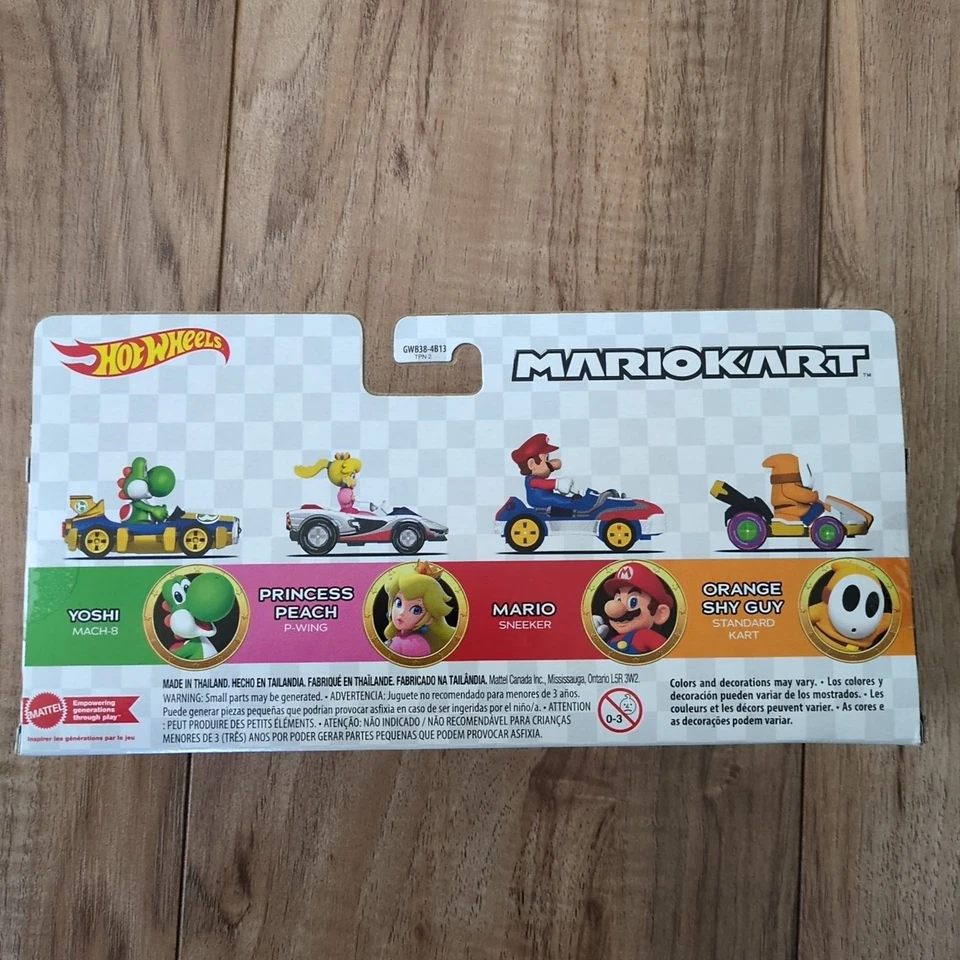 HOT WHEELS
GWB38-4B13
TPN 2
MARIOKART™
YOSHI
MACH-8
PRINCESS
PEACH
P-WING
MARIO
SNEEKER
ORANGE
SHY GUY
STANDARD
KART
MATTEL
Empowering
generations
through play™
Inspirer les générations par le jeu
MADE IN THAILAND. HECHO EN TAILANDIA. FABRIQUÉ EN THAÏLANDE. FABRICADO NA TAILÂNDIA. Mattel Canada Inc., Mississauga, Ontario L5R 3W2.
WARNING: Small parts may be generated. • ADVERTENCIA: Juguete no recomendado para menores de 3 años.
Puede generar piezas pequeñas que podrían provocar asfixia en caso de ser ingeridas por el niño/a. • ATTENTION
: PEUT PRODUIRE DES PETITS ÉLÉMENTS. • ATENÇÃO: NÃO INDICADO / NÃO RECOMENDÁVEL PARA CRIANÇAS
MENORES DE 3 (TRÊS) ANOS POR PODER GERAR PARTES PEQUENAS QUE PODEM PROVOCAR ASFIXIA.
0-3
Colors and decorations may vary. • Los colores y
decoración pueden variar de los mostrados. • Les
couleurs et les décors peuvent varier. • As cores e
as decorações podem variar.